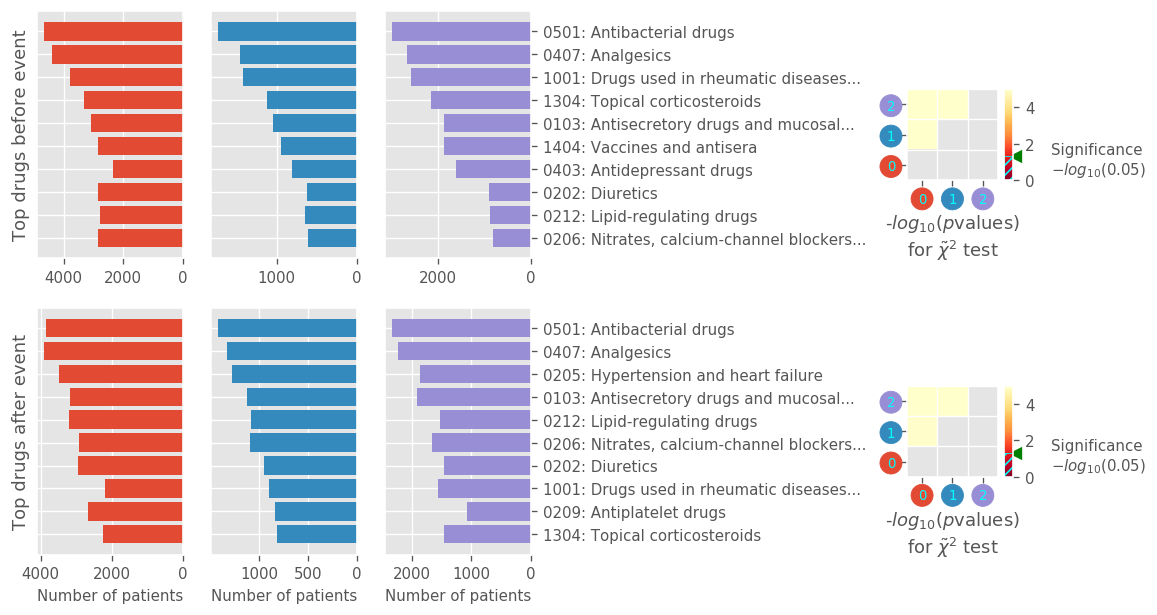 Top drugs before event
0501: Antibacterial drugs
0407: Analgesics
1001: Drugs used in rheumatic diseases...
1304: Topical corticosteroids
0103: Antisecretory drugs and mucosal...
1404: Vaccines and antisera
0403: Antidepressant drugs
0202: Diuretics
0212: Lipid-regulating drugs
0206: Nitrates, calcium-channel blockers...
4000 2000 0
1000 0
2000 0
2
1
0
0 1 2
4
2
0
Significance
−log₁₀(0.05)
-log₁₀(pvalues)
for χ̃² test
Top drugs after event
0501: Antibacterial drugs
0407: Analgesics
0205: Hypertension and heart failure
0103: Antisecretory drugs and mucosal...
0212: Lipid-regulating drugs
0206: Nitrates, calcium-channel blockers...
0202: Diuretics
1001: Drugs used in rheumatic diseases...
0209: Antiplatelet drugs
1304: Topical corticosteroids
4000 2000 0
1000 500 0
2000 1000 0
Number of patients
Number of patients
Number of patients
2
1
0
0 1 2
4
2
0
Significance
−log₁₀(0.05)
-log₁₀(pvalues)
for χ̃² test